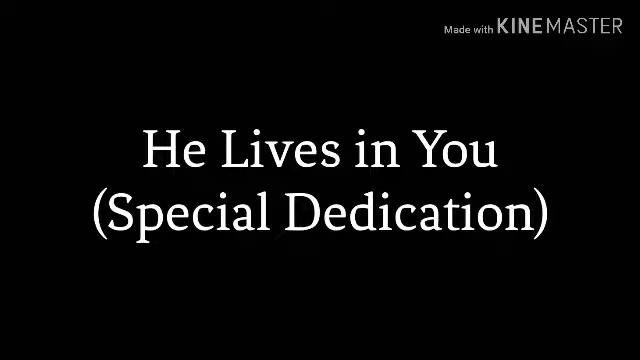 Made with KINEMASTER
He Lives in You
(Special Dedication)